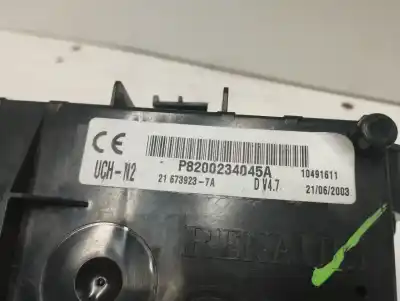 CE
P8200234045A 10491611
UCH-N2 21 673923-7A D V4.7 21/06/2003
RENAULT